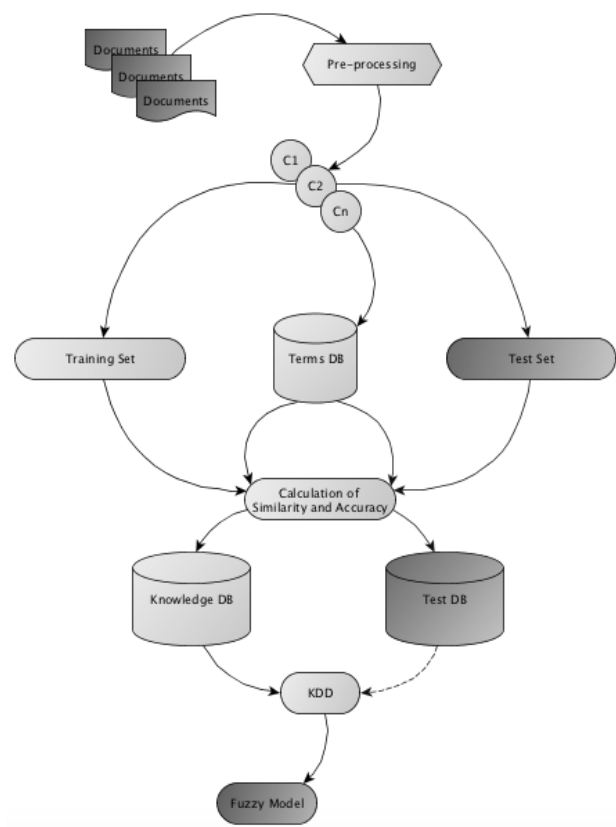 Documents
Documents
Documents
Pre-processing
C1
C2
Cn
Training Set
Terms DB
Test Set
Calculation of
Similarity and Accuracy
Knowledge DB
Test DB
KDD
Fuzzy Model